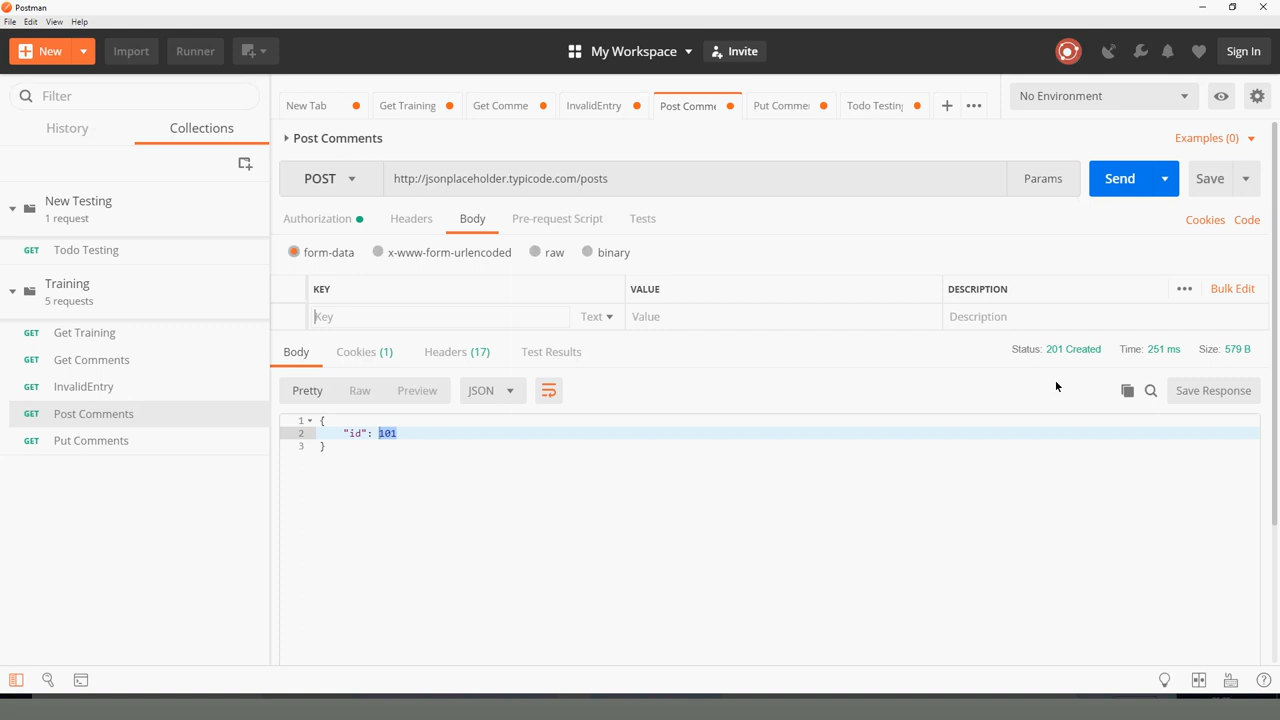 Postman
File Edit View Help
New Import Runner My Workspace Invite Sign In
Filter
History Collections
New Testing
1 request
GET Todo Testing
Training
5 requests
GET Get Training
GET Get Comments
GET InvalidEntry
GET Post Comments
GET Put Comments
New Tab Get Training Get Comme InvalidEntry Post Comme Put Comme Todo Testin No Environment
Post Comments Examples (0)
POST http://jsonplaceholder.typicode.com/posts Params Send Save
Authorization Headers Body Pre-request Script Tests Cookies Code
form-data x-www-form-urlencoded raw binary
KEY VALUE DESCRIPTION Bulk Edit
Key Text Value Description
Body Cookies (1) Headers (17) Test Results Status: 201 Created Time: 251 ms Size: 579 B
Pretty Raw Preview JSON Save Response
1 {
2 "id": 101
3 }